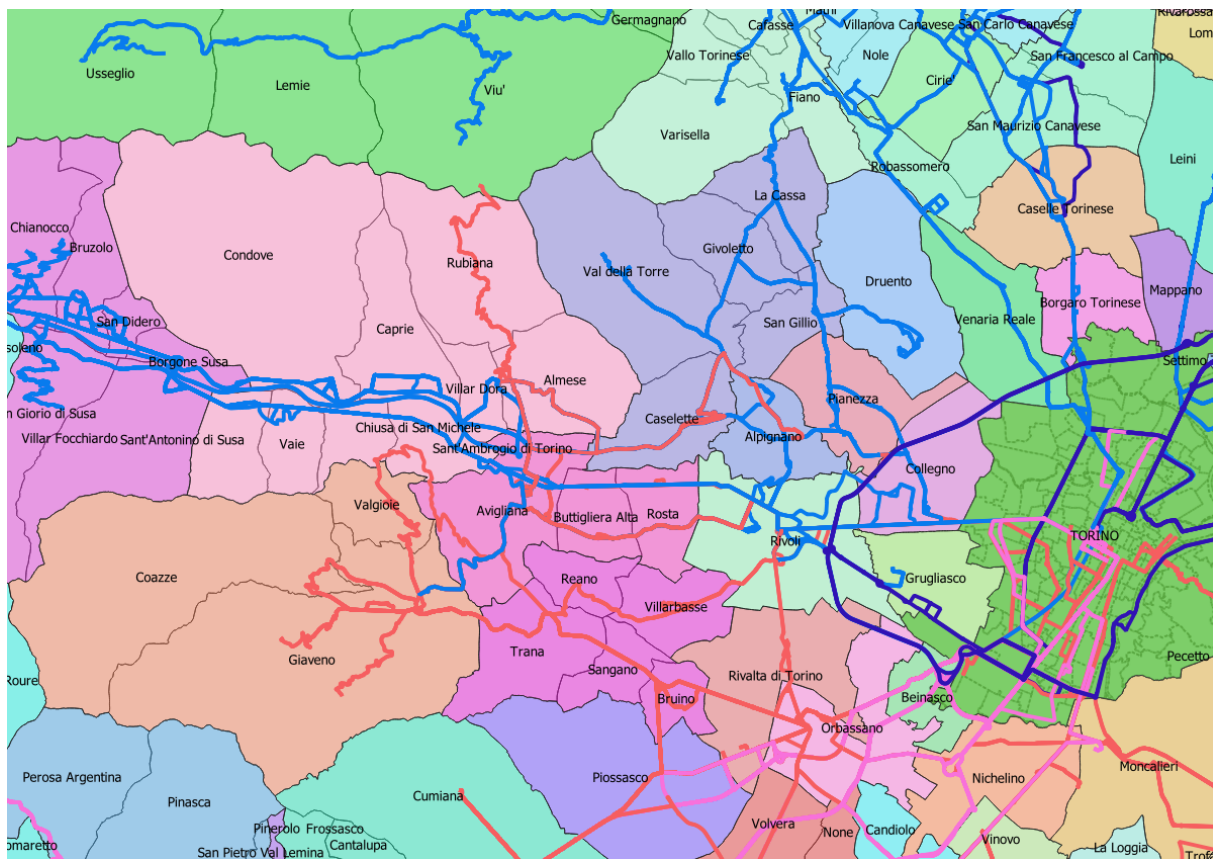 Germagnano
Cafasse
Mathi
Villanova Canavese
San Carlo Canavese
Rivarossa
Lom
Usseglio
Lemie
Viu'
Vallo Torinese
Nole
San Francesco al Campo
Fiano
Cirie'
Varisella
San Maurizio Canavese
Robassomero
Leini
La Cassa
Caselle Torinese
Chianocco
Bruzolo
Condove
Rubiana
Val della Torre
Givoletto
Druento
Borgaro Torinese
Mappano
San Didero
Caprie
San Gillio
Venaria Reale
soleno
Borgone Susa
Settimo
Villar Dora
Almese
Pianezza
n Giorio di Susa
Caselette
Chiusa di San Michele
Alpignano
Villar Focchiardo
Sant'Antonino di Susa
Vaie
Sant'Ambrogio di Torino
Collegno
Valgioie
Avigliana
Buttigliera Alta
Rosta
Rivoli
TORINO
Coazze
Reano
Grugliasco
Villarbasse
Giaveno
Trana
Sangano
Rivalta di Torino
Pecetto
Roure
Bruino
Beinasco
Orbassano
Perosa Argentina
Pinasca
Piossasco
Nichelino
Moncalieri
Cumiana
Pinerolo
Frossasco
Volvera
None
Candiolo
omaretto
San Pietro Val Lemina
Cantalupa
Vinovo
La Loggia
Trofa